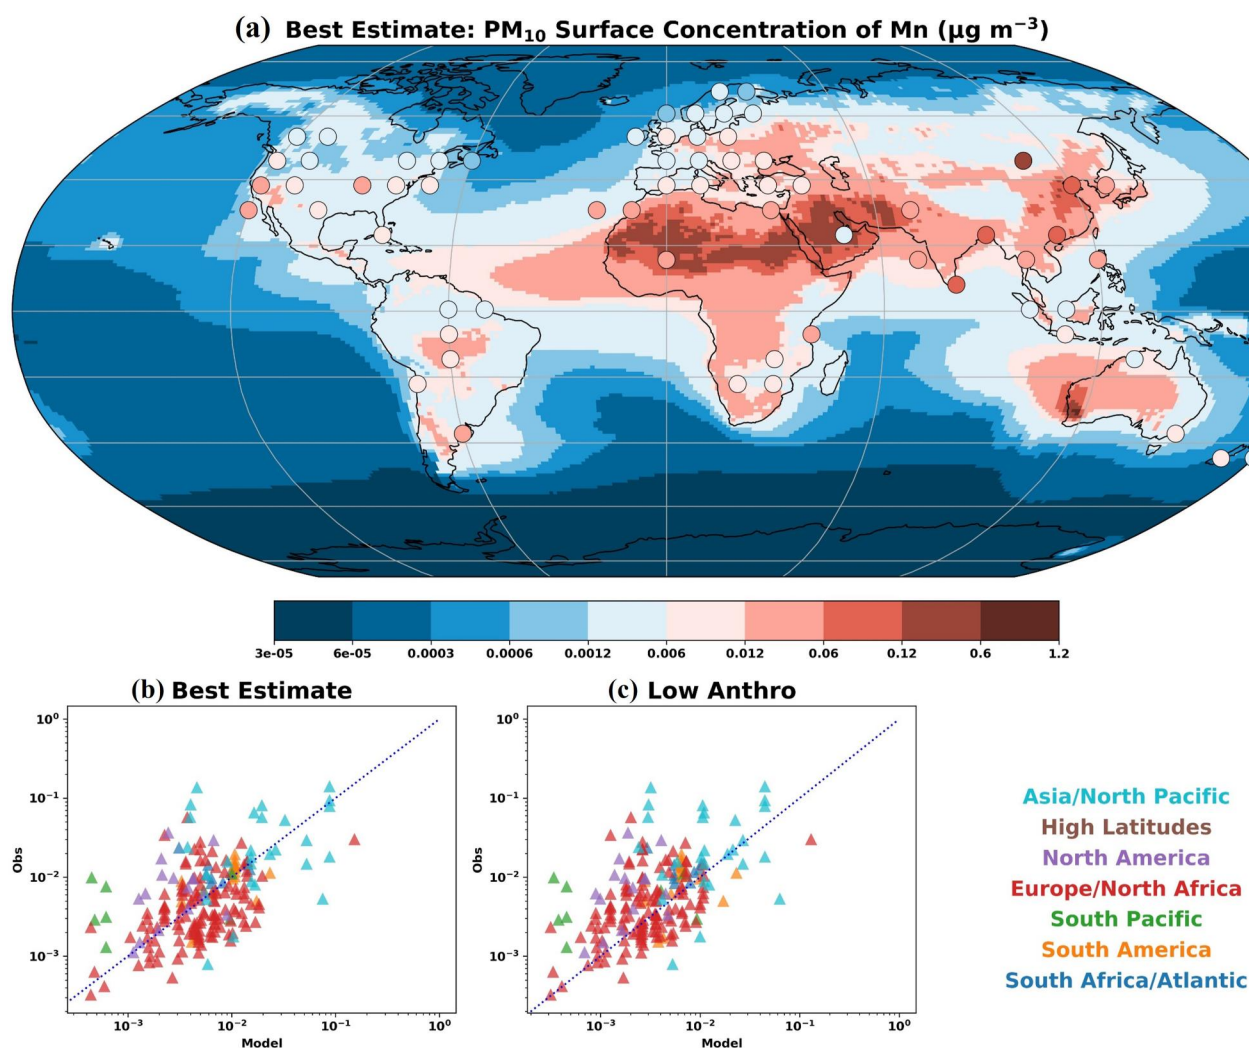 (a) Best Estimate: PM₁₀ Surface Concentration of Mn (µg m⁻³)
3e-05 6e-05 0.0003 0.0006 0.0012 0.006 0.012 0.06 0.12 0.6 1.2
(b) Best Estimate
10⁰
10⁻¹
10⁻²
10⁻³
Obs
10⁻³ 10⁻² 10⁻¹ 10⁰
Model
(c) Low Anthro
10⁰
10⁻¹
10⁻²
10⁻³
Obs
10⁻³ 10⁻² 10⁻¹ 10⁰
Model
Asia/North Pacific
High Latitudes
North America
Europe/North Africa
South Pacific
South America
South Africa/Atlantic